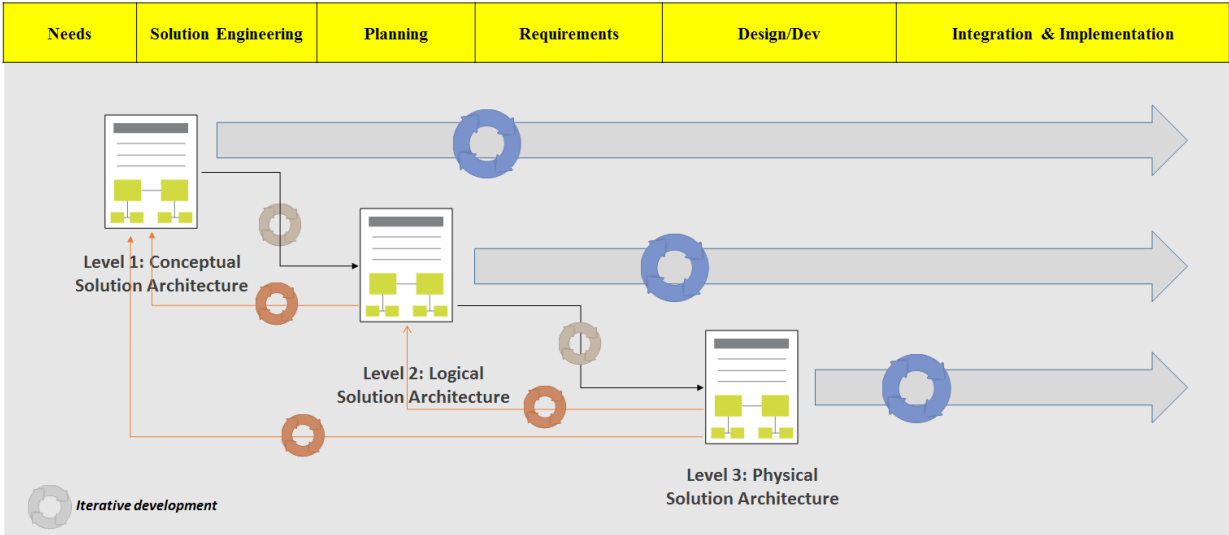 Needs
Solution Engineering
Planning
Requirements
Design/Dev
Integration & Implementation
Level 1: Conceptual
Solution Architecture
Level 2: Logical
Solution Architecture
Level 3: Physical
Solution Architecture
Iterative development